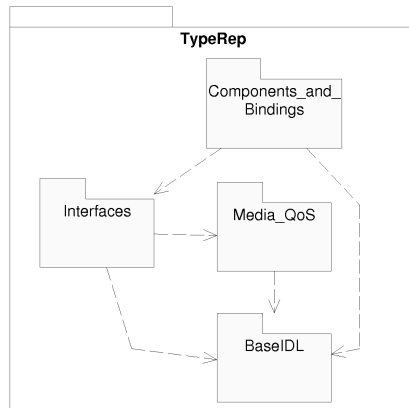 TypeRep
Components_and_
Bindings
Interfaces
Media_QoS
BaseIDL